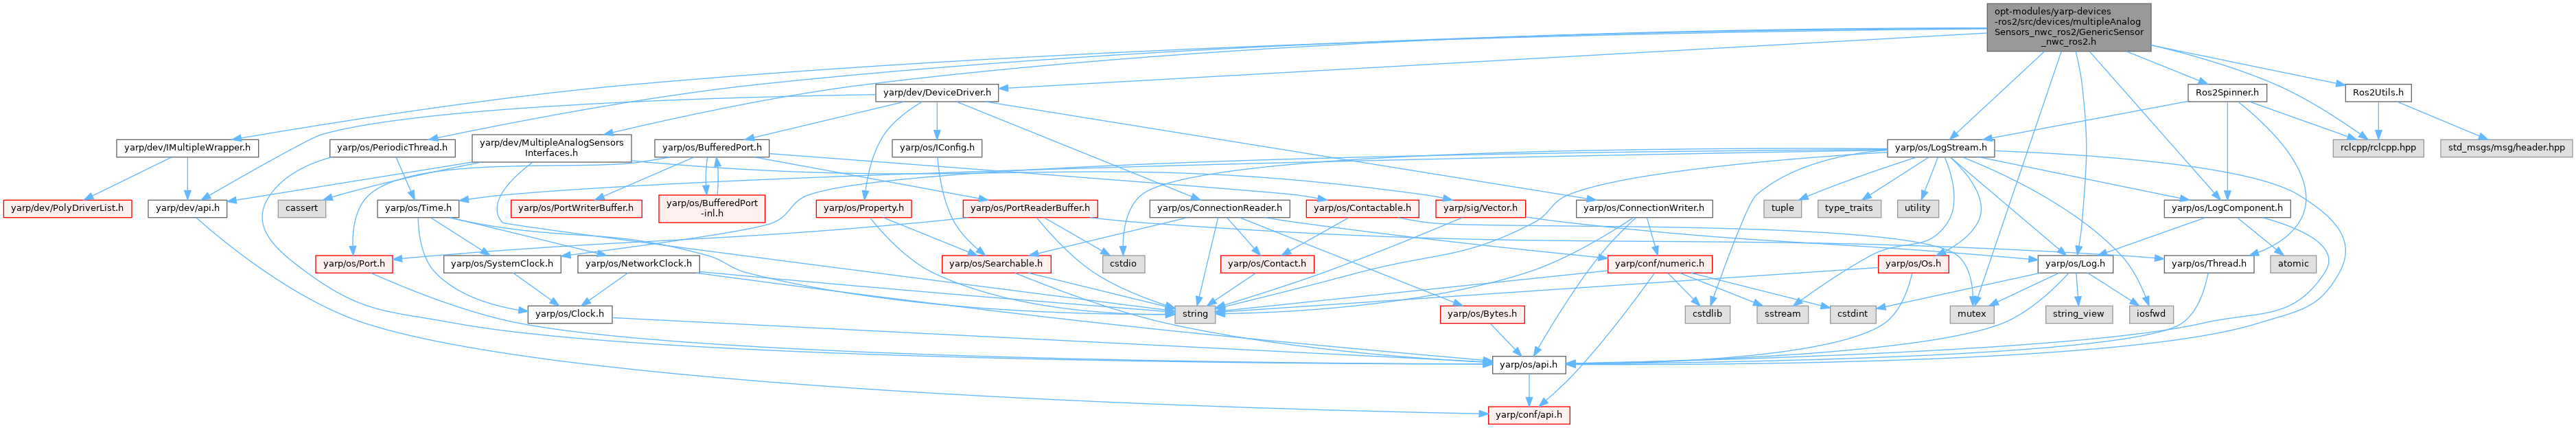 opt-modules/yarp-devices
-ros2/src/devices/multipleAnalog
Sensors_nwc_ros2/GenericSensor
_nwc_ros2.h
yarp/dev/DeviceDriver.h
Ros2Spinner.h
Ros2Utils.h
yarp/dev/IMultipleWrapper.h
yarp/os/PeriodicThread.h
yarp/dev/MultipleAnalogSensors
Interfaces.h
yarp/os/BufferedPort.h
yarp/os/IConfig.h
yarp/os/LogStream.h
rclcpp/rclcpp.hpp
std_msgs/msg/header.hpp
yarp/dev/PolyDriverList.h
yarp/dev/api.h
cassert
yarp/os/Time.h
yarp/os/PortWriterBuffer.h
yarp/os/BufferedPort
-inl.h
yarp/os/Property.h
yarp/os/PortReaderBuffer.h
yarp/os/ConnectionReader.h
yarp/os/Contactable.h
yarp/sig/Vector.h
yarp/os/ConnectionWriter.h
tuple
type_traits
utility
yarp/os/LogComponent.h
yarp/os/Port.h
yarp/os/SystemClock.h
yarp/os/NetworkClock.h
yarp/os/Searchable.h
cstdio
yarp/os/Contact.h
yarp/conf/numeric.h
yarp/os/Os.h
yarp/os/Log.h
yarp/os/Thread.h
atomic
yarp/os/Clock.h
string
yarp/os/Bytes.h
cstdlib
sstream
cstdint
mutex
string_view
iosfwd
yarp/os/api.h
yarp/conf/api.h